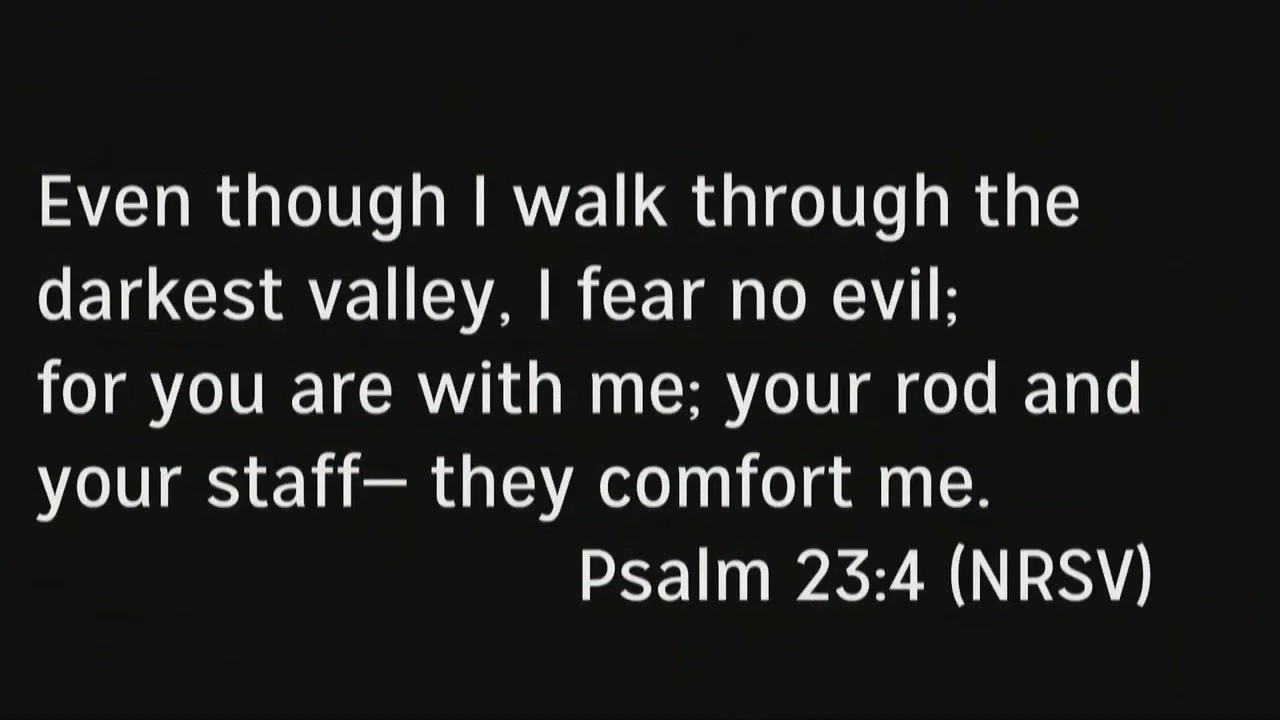 Even though I walk through the
darkest valley, I fear no evil;
for you are with me; your rod and
your staff— they comfort me.
Psalm 23:4 (NRSV)